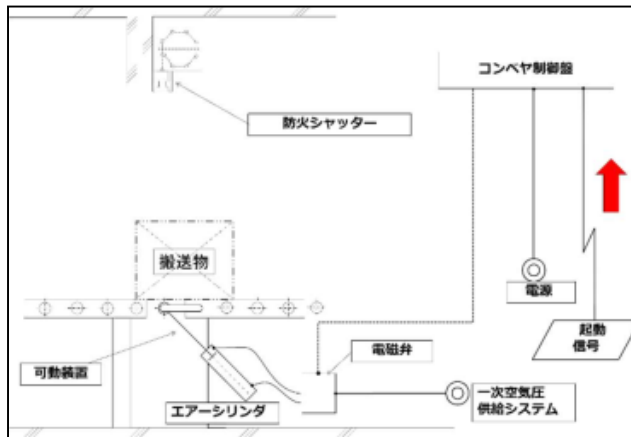 コンベヤ制御盤
防火シャッター
搬送物
電源
起動
信号
電磁弁
可動装置
エアーシリンダ
一次空気圧
供給システム